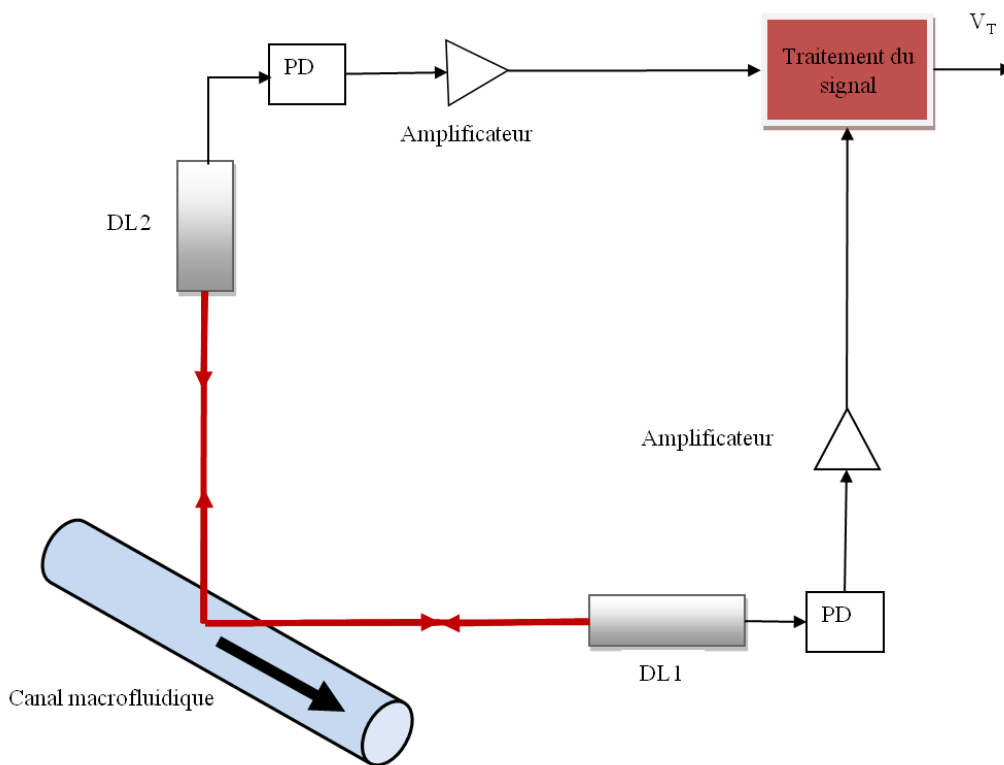 V_T
PD
Traitement du
signal
Amplificateur
DL2
Amplificateur
PD
DL1
Canal macrofluidique